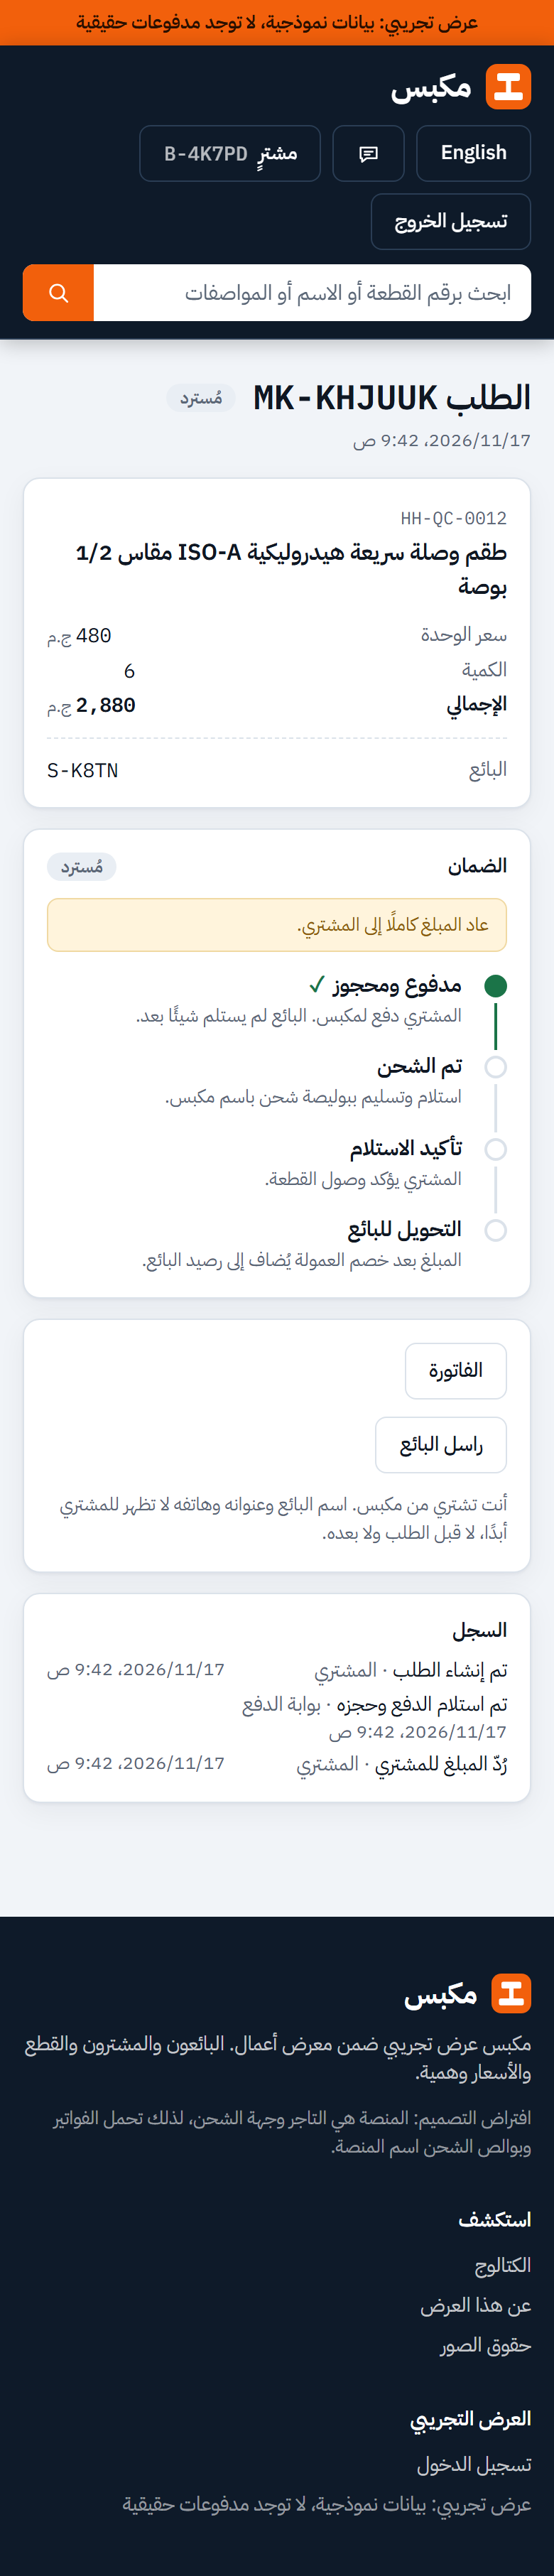 عرض تجريبي: بيانات نموذجية، لا توجد مدفوعات حقيقية
مكبس
English
مشترٍ B-4K7PD
تسجيل الخروج
ابحث برقم القطعة أو الاسم أو المواصفات
الطلب MK-KHJUUK مُسترد
2026/11/17، 9:42 ص
HH-QC-0012
طقم وصلة سريعة هيدروليكية ISO-A مقاس 1/2
بوصة
سعر الوحدة 480 ج.م
الكمية 6
الإجمالي 2,880 ج.م
البائع S-K8TN
الضمان مُسترد
عاد المبلغ كاملًا إلى المشتري.
مدفوع ومحجوز ✓
المشتري دفع لمكبس. البائع لم يستلم شيئًا بعد.
تم الشحن
استلام وتسليم ببوليصة شحن باسم مكبس.
تأكيد الاستلام
المشتري يؤكد وصول القطعة.
التحويل للبائع
المبلغ بعد خصم العمولة يُضاف إلى رصيد البائع.
الفاتورة
راسل البائع
أنت تشتري من مكبس. اسم البائع وعنوانه وهاتفه لا تظهر للمشتري
أبدًا، لا قبل الطلب ولا بعده.
السجل
تم إنشاء الطلب · المشتري 2026/11/17، 9:42 ص
تم استلام الدفع وحجزه · بوابة الدفع
2026/11/17، 9:42 ص
رُدّ المبلغ للمشتري · المشتري 2026/11/17، 9:42 ص
مكبس
مكبس عرض تجريبي ضمن معرض أعمال. البائعون والمشترون والقطع
والأسعار وهمية.
افتراض التصميم: المنصة هي التاجر وجهة الشحن، لذلك تحمل الفواتير
وبوالص الشحن اسم المنصة.
استكشف
الكتالوج
عن هذا العرض
حقوق الصور
العرض التجريبي
تسجيل الدخول
عرض تجريبي: بيانات نموذجية، لا توجد مدفوعات حقيقية